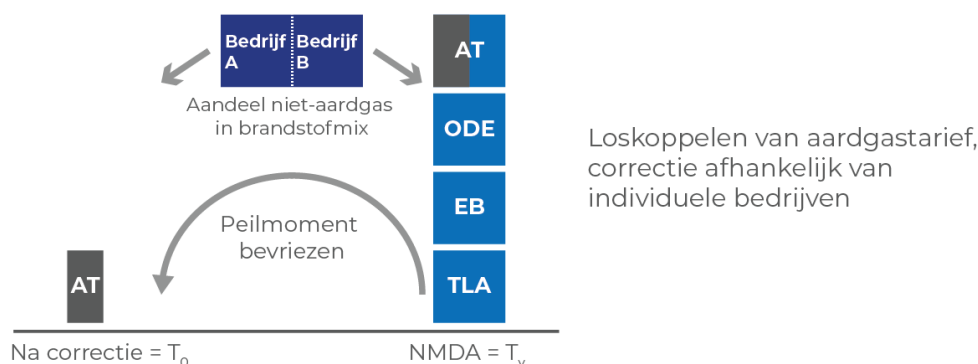 Bedrijf Bedrijf
A B
AT
Aandeel niet-aardgas
in brandstofmix
ODE
Loskoppelen van aardgastarief,
correctie afhankelijk van
individuele bedrijven
EB
Peilmoment
bevriezen
AT
TLA
Na correctie = T₀
NMDA = Tᵥ